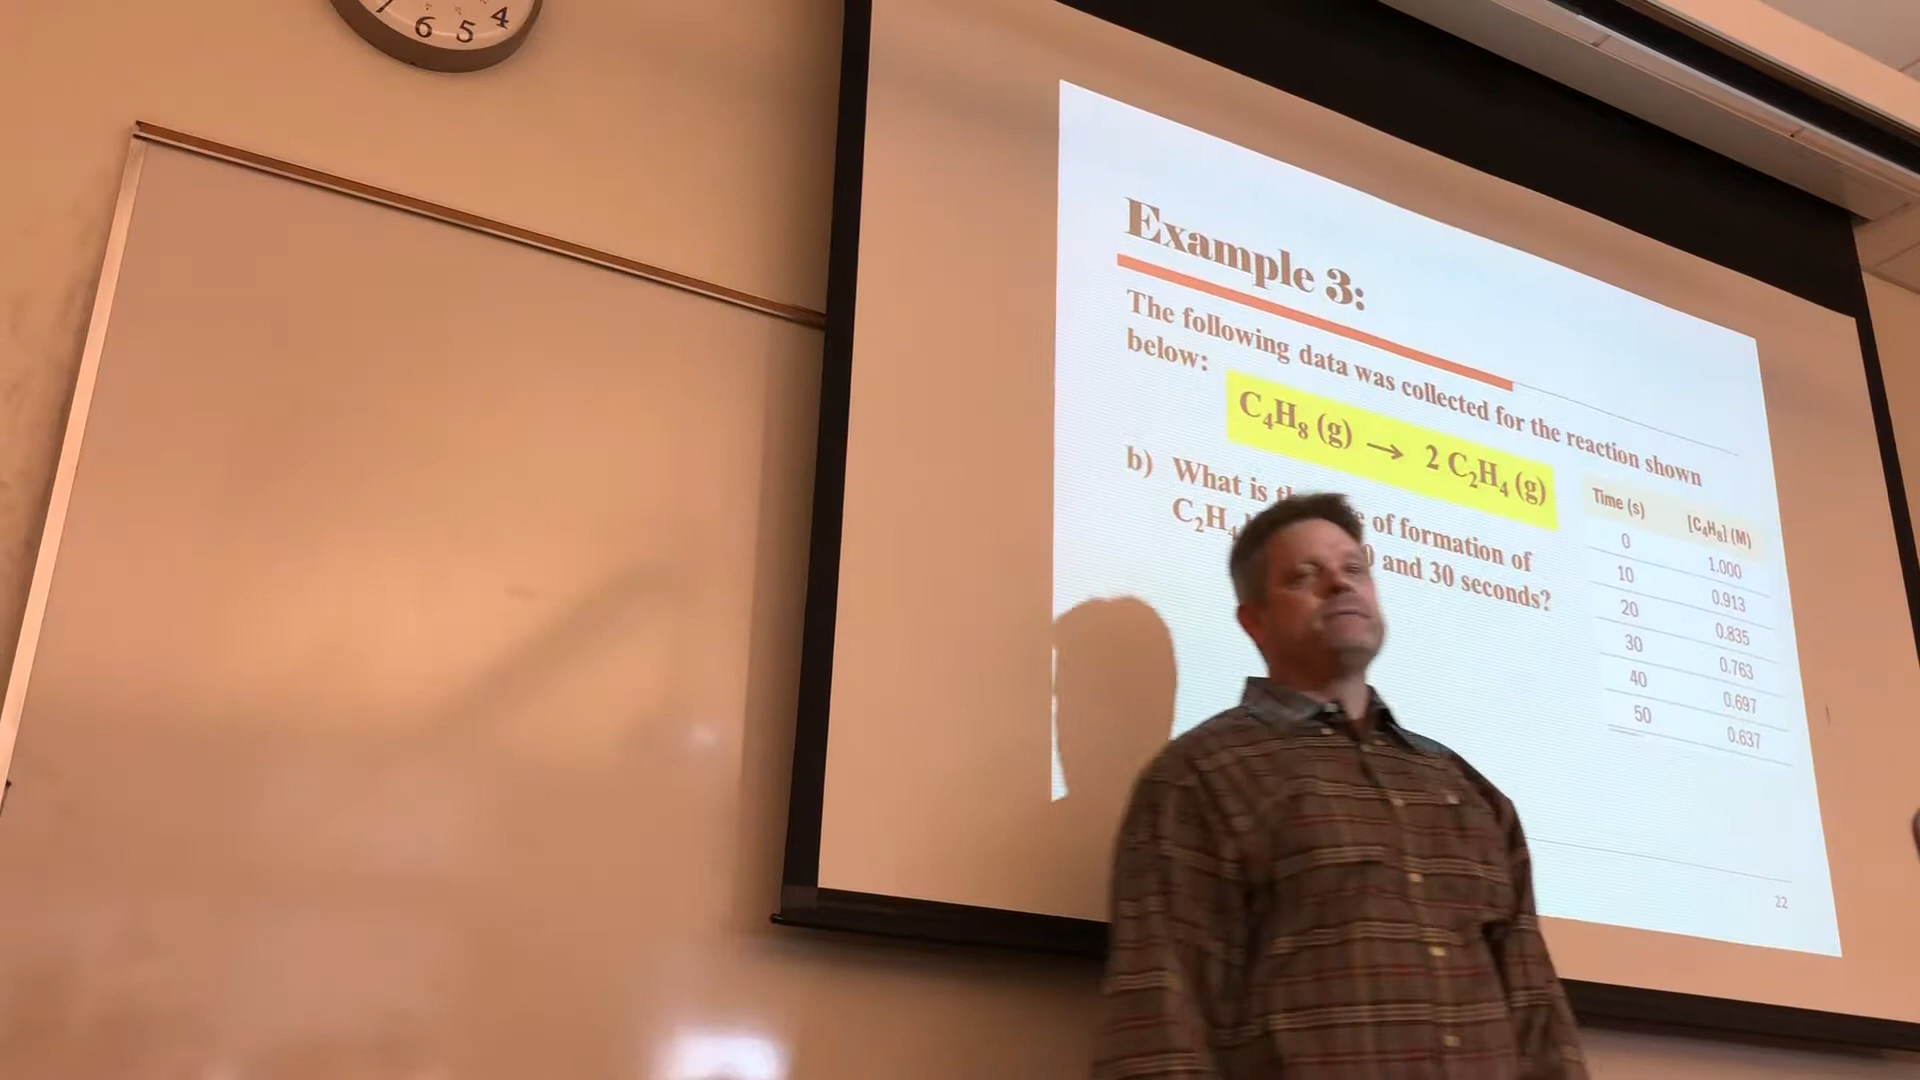 7 6 5 4
Example 3:
The following data was collected for the reaction shown
below:
C₄H₈ (g) → 2 C₂H₄ (g)
b) What is of formation of
C₂H₄ and 30 seconds?
Time (s) [C₄H₈] (M)
0 1.000
10 0.913
20 0.835
30 0.763
40 0.697
50 0.637
22